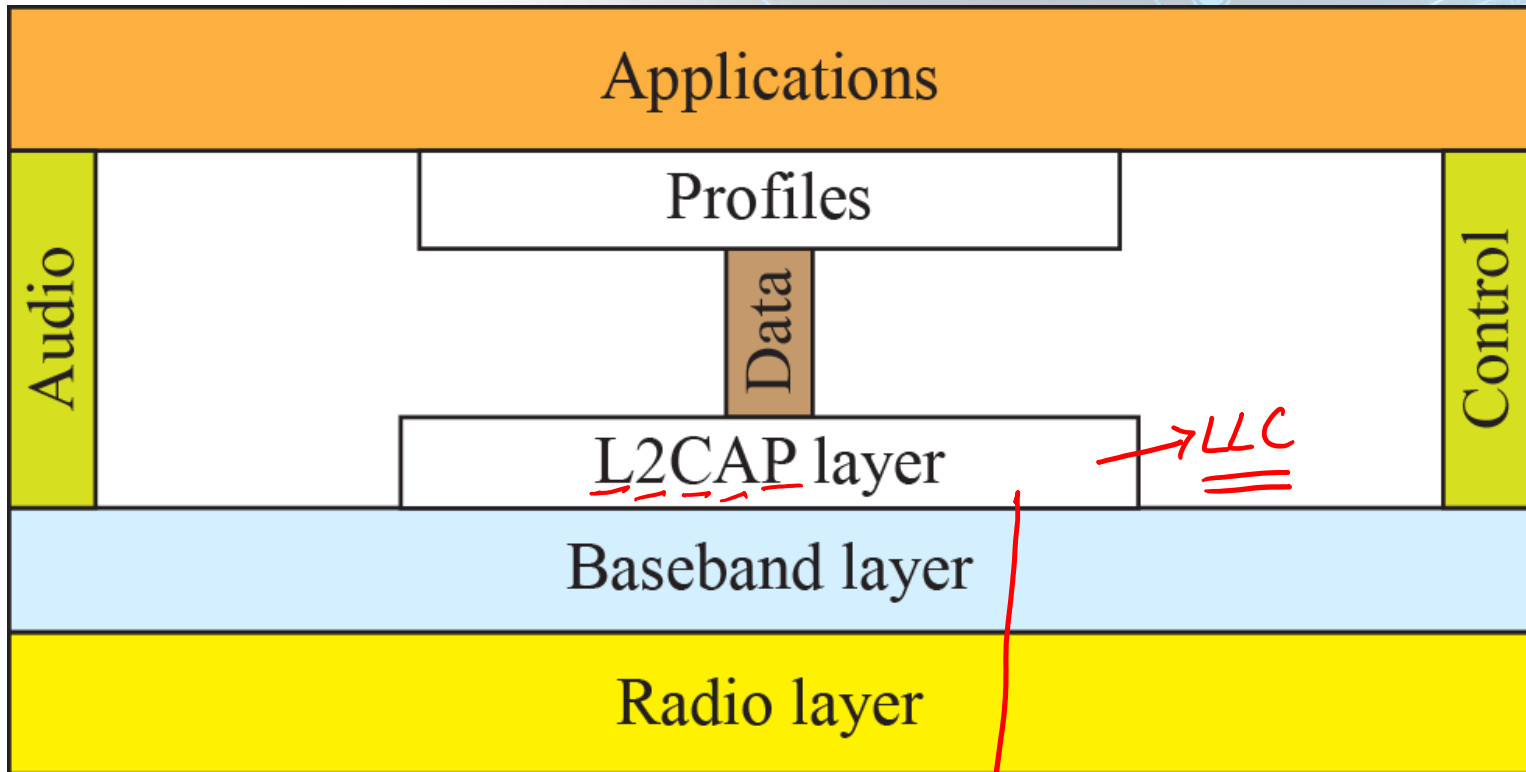 Applications
Profiles
Audio
Data
Control
L2CAP layer
LLC
Baseband layer
Radio layer